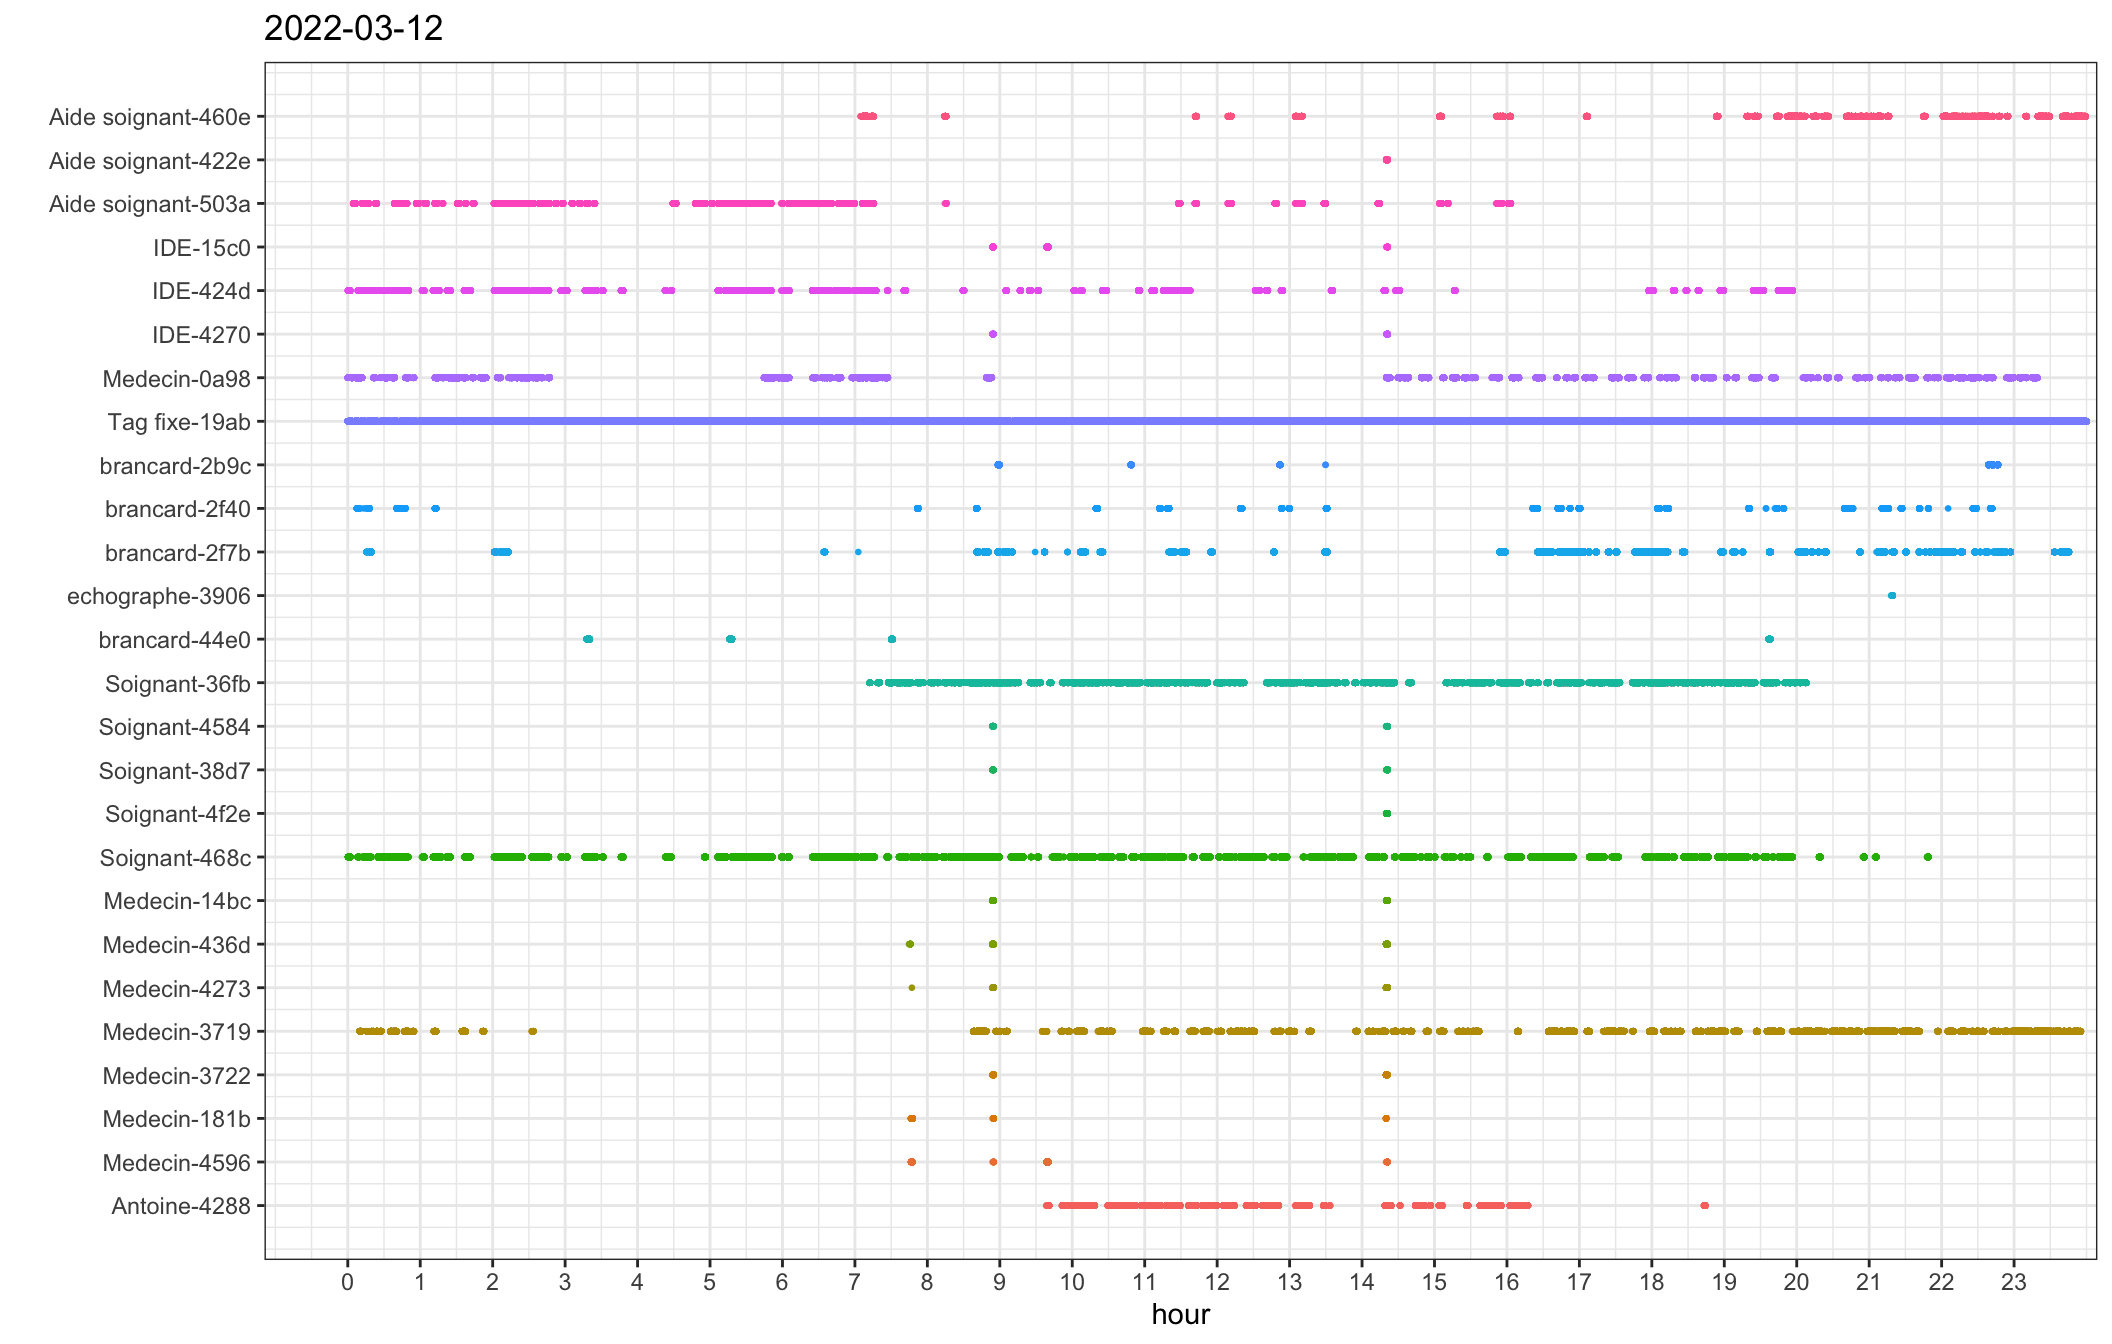 2022-03-12
Aide soignant-460e
Aide soignant-422e
Aide soignant-503a
IDE-15c0
IDE-424d
IDE-4270
Medecin-0a98
Tag fixe-19ab
brancard-2b9c
brancard-2f40
brancard-2f7b
echographe-3906
brancard-44e0
Soignant-36fb
Soignant-4584
Soignant-38d7
Soignant-4f2e
Soignant-468c
Medecin-14bc
Medecin-436d
Medecin-4273
Medecin-3719
Medecin-3722
Medecin-181b
Medecin-4596
Antoine-4288
0 1 2 3 4 5 6 7 8 9 10 11 12 13 14 15 16 17 18 19 20 21 22 23
hour